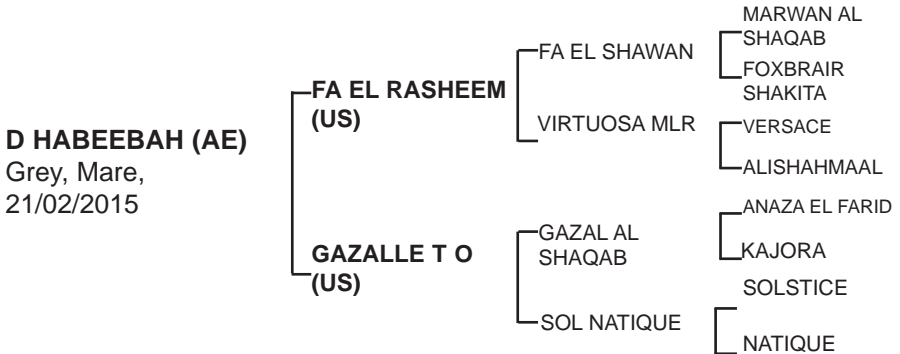 D HABEEBAH (AE)
Grey, Mare,
21/02/2015
FA EL RASHEEM
(US)
GAZALLE T O
(US)
FA EL SHAWAN
VIRTUOSA MLR
GAZAL AL
SHAQAB
SOL NATIQUE
MARWAN AL
SHAQAB
FOXBRAIR
SHAKITA
VERSACE
ALISHAHMAAL
ANAZA EL FARID
KAJORA
SOLSTICE
NATIQUE